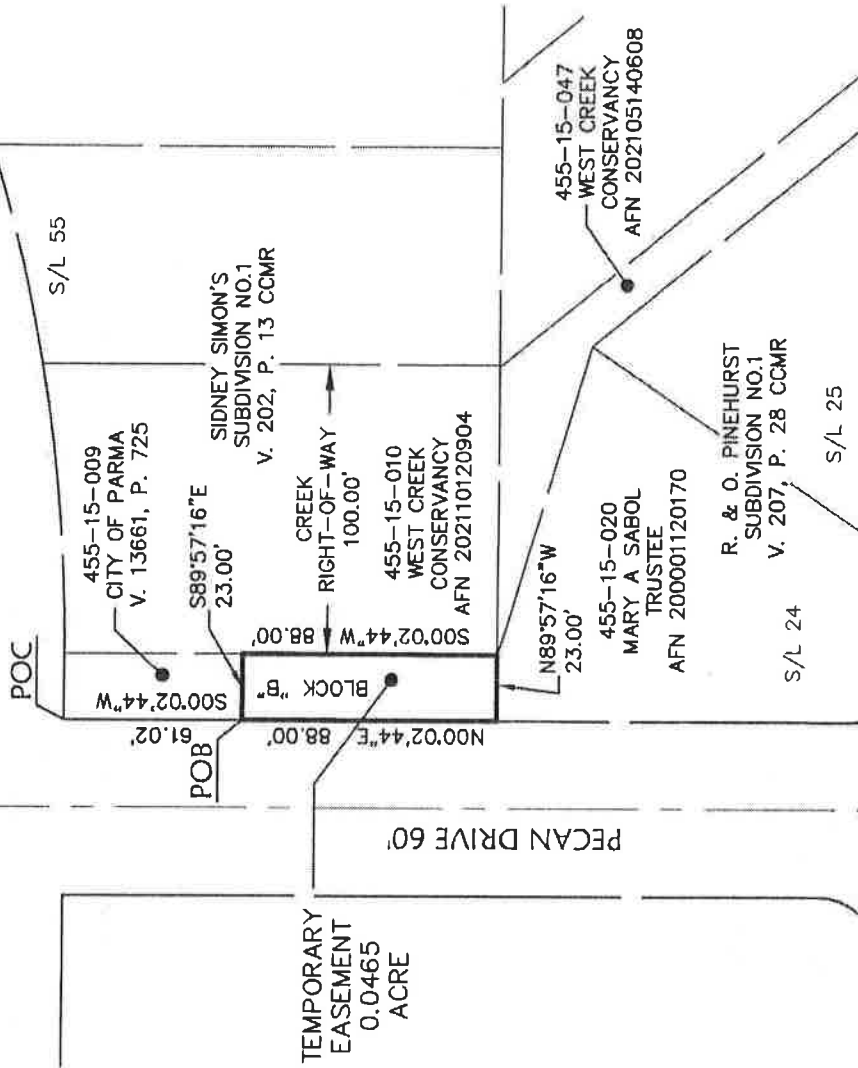 POC
S/L 55
455-15-009
CITY OF PARMA
V. 13661, P. 725
SIDNEY SIMON'S
SUBDIVISION NO.1
V. 202, P. 13 CCMR
S89°57'16"E
23.00'
S00°02'44"W
61.02'
POB
CREEK
RIGHT-OF-WAY
100.00'
BLOCK "B"
N00°02'44"E 88.00'
S00°02'44"W 88.00'
455-15-010
WEST CREEK
CONSERVANCY
AFN 202110120904
455-15-047
WEST CREEK
CONSERVANCY
AFN 202105140608
TEMPORARY
EASEMENT
0.0465
ACRE
PECAN DRIVE 60'
N89°57'16"W
23.00'
455-15-020
MARY A SABOL
TRUSTEE
AFN 200001120170
R. & O. PINEHURST
SUBDIVISION NO.1
V. 207, P. 28 CCMR
S/L 24
S/L 25